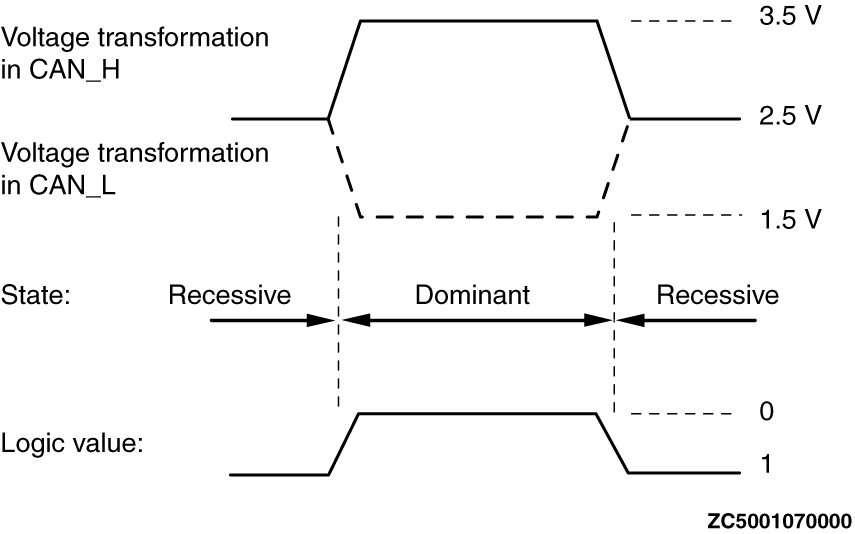 3.5 V
Voltage transformation
in CAN_H
2.5 V
Voltage transformation
in CAN_L
1.5 V
State: Recessive Dominant Recessive
0
Logic value:
1
ZC5001070000